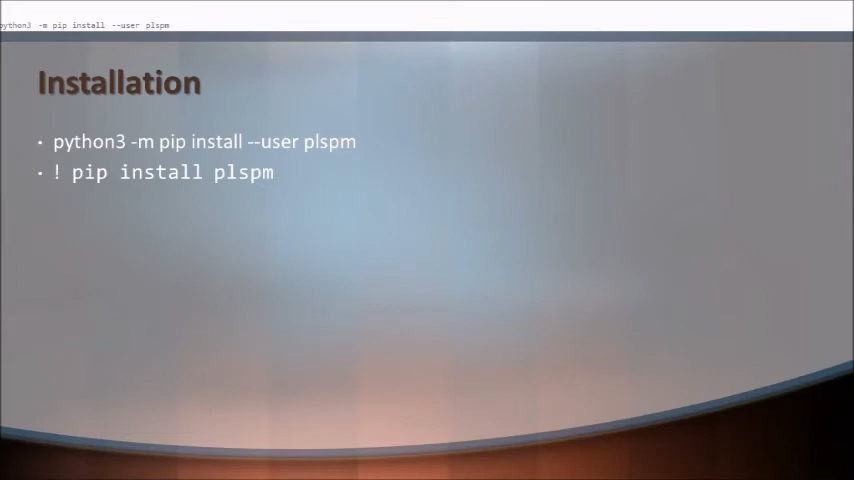 python3 -m pip install --user plspm
Installation
• python3 -m pip install --user plspm
• ! pip install plspm